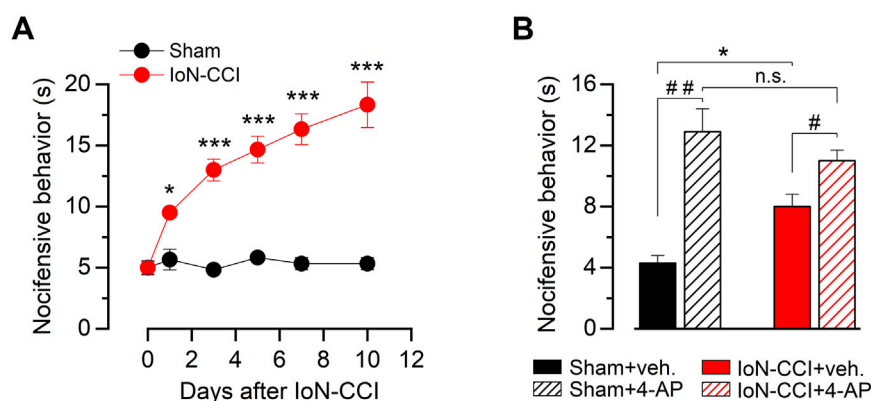 A
Sham
IoN-CCI
Nocifensive behavior (s)
20
15
10
5
0
*
***
***
***
***
0 2 4 6 8 10 12
Days after IoN-CCI
B
Nocifensive behavior (s)
16
12
8
4
0
*
n.s.
##
#
Sham+veh. IoN-CCI+veh.
Sham+4-AP IoN-CCI+4-AP